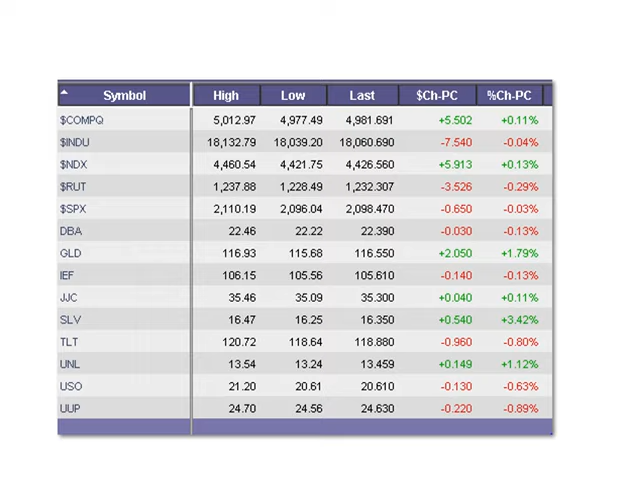 Symbol High Low Last $Ch-PC %Ch-PC
$COMPQ 5,012.97 4,977.49 4,981.691 +5.502 +0.11%
$INDU 18,132.79 18,039.20 18,060.690 -7.540 -0.04%
$NDX 4,460.54 4,421.75 4,426.560 +5.913 +0.13%
$RUT 1,237.88 1,228.49 1,232.307 -3.526 -0.29%
$SPX 2,110.19 2,096.04 2,098.470 -0.650 -0.03%
DBA 22.46 22.22 22.390 -0.030 -0.13%
GLD 116.93 115.68 116.550 +2.050 +1.79%
IEF 106.15 105.56 105.610 -0.140 -0.13%
JJC 35.46 35.09 35.300 +0.040 +0.11%
SLV 16.47 16.25 16.350 +0.540 +3.42%
TLT 120.72 118.64 118.880 -0.960 -0.80%
UNL 13.54 13.24 13.459 +0.149 +1.12%
USO 21.20 20.61 20.610 -0.130 -0.63%
UUP 24.70 24.56 24.630 -0.220 -0.89%